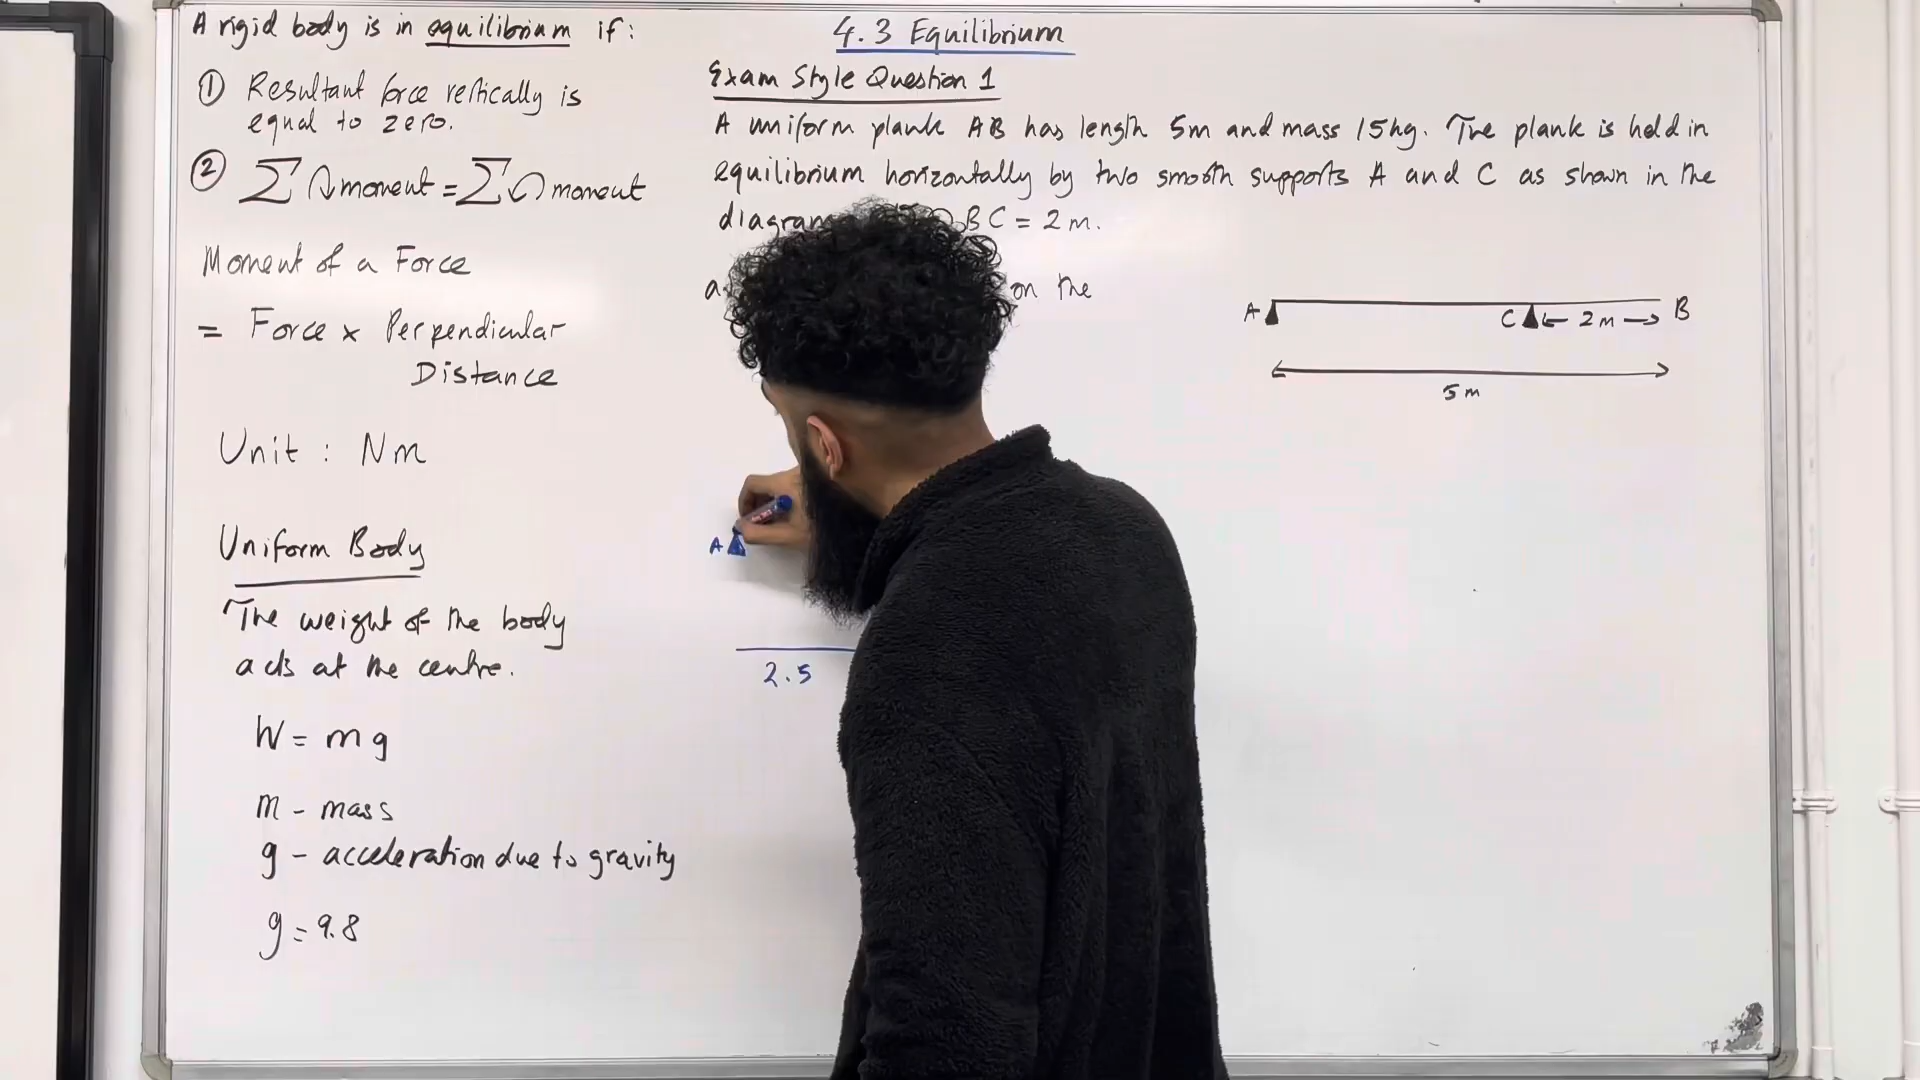 A rigid body is in equilibrium if:
① Resultant force vertically is
equal to zero.
② ∑ ↻ moment = ∑ ↺ moment
Moment of a Force
= Force × Perpendicular
Distance
Unit : Nm
Uniform Body
The weight of the body
acts at the centre.
W = mg
m - mass
g - acceleration due to gravity
g = 9.8
4.3 Equilibrium
Exam Style Question 1
A uniform plank AB has length 5m and mass 15kg. The plank is held in
equilibrium horizontally by two smooth supports A and C as shown in the
diagram BC = 2m.
a on the
A C ← 2m → B
5m
A
2.5